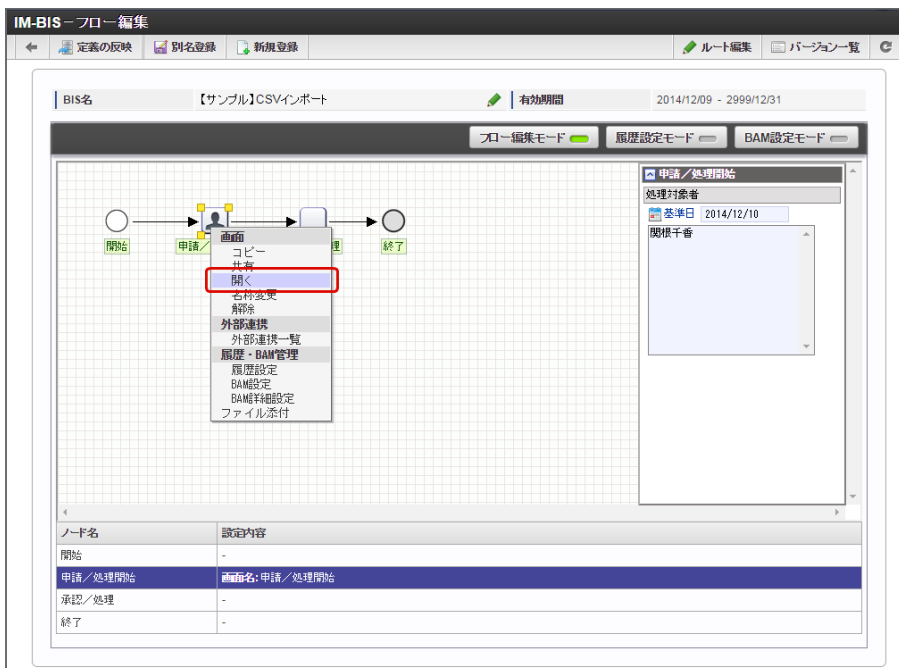 IM-BIS－フロー編集
定義の反映 別名登録 新規登録 ルート編集 バージョン一覧
BIS名 【サンプル】CSVインポート 有効期間 2014/12/09 - 2999/12/31
フロー編集モード 履歴設定モード BAM設定モード
申請／処理開始
処理対象者
基準日 2014/12/10
関根千香
開始 申請／ 理 終了
画面
コピー
共有
開く
名称変更
解除
外部連携
外部連携一覧
履歴・BAM管理
履歴設定
BAM設定
BAM詳細設定
ファイル添付
ノード名 設定内容
開始 -
申請／処理開始 画面名:申請／処理開始
承認／処理 -
終了 -